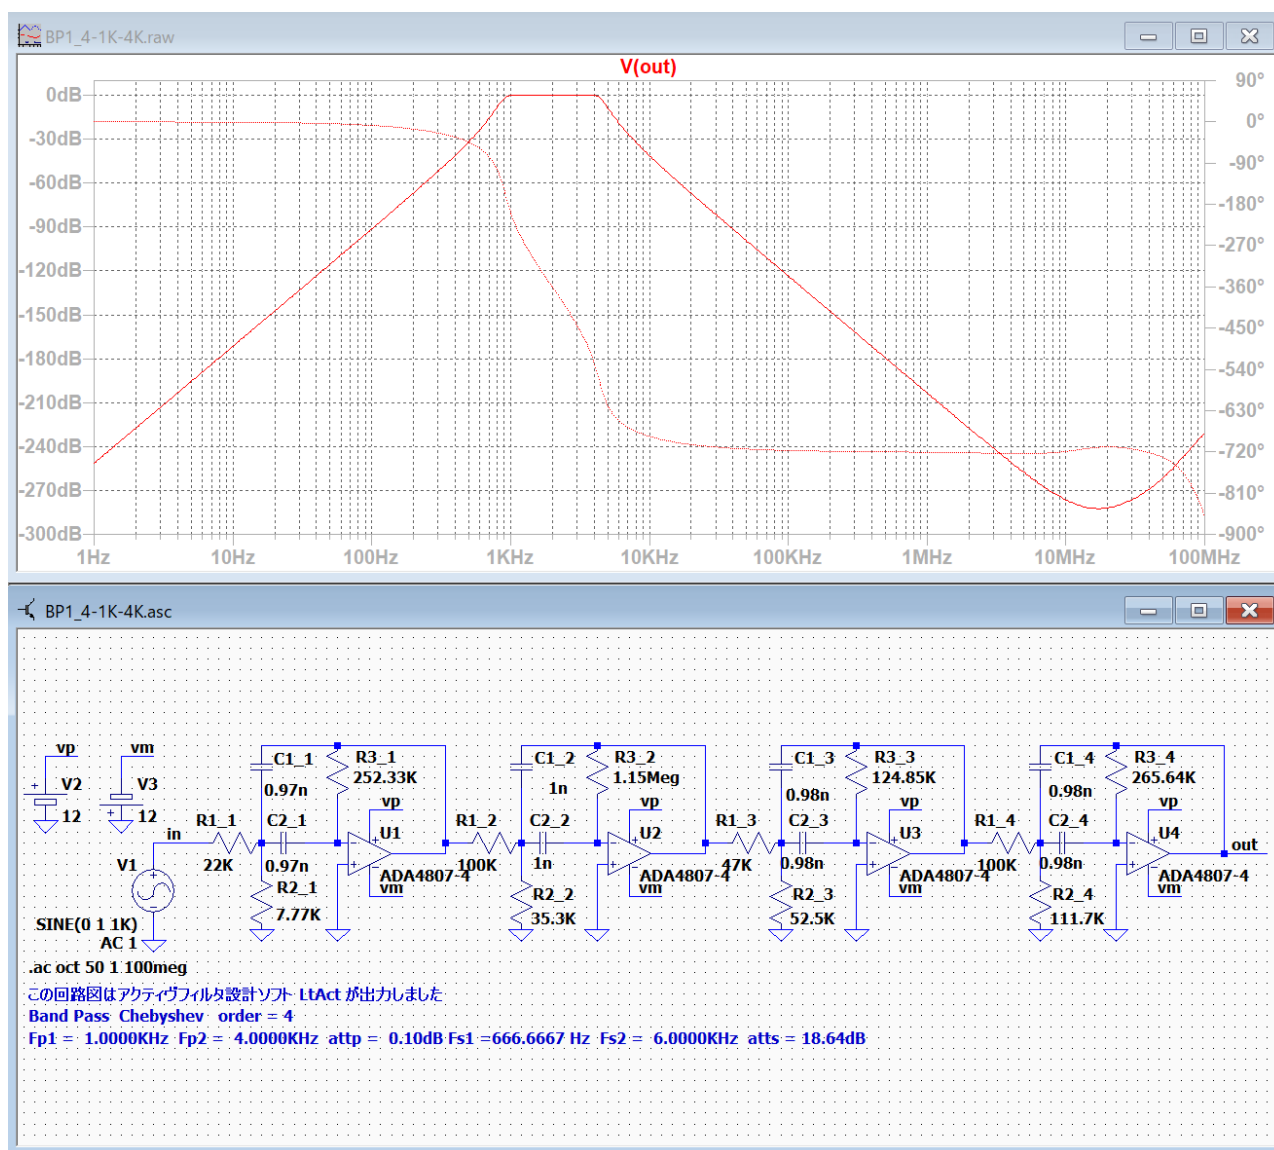 BP1_4-1K-4K.raw
V(out)
0dB
-30dB
-60dB
-90dB
-120dB
-150dB
-180dB
-210dB
-240dB
-270dB
-300dB
90°
0°
-90°
-180°
-270°
-360°
-450°
-540°
-630°
-720°
-810°
-900°
1Hz 10Hz 100Hz 1KHz 10KHz 100KHz 1MHz 10MHz 100MHz
BP1_4-1K-4K.asc
vp vm C1_1 R3_1 C1_2 R3_2 C1_3 R3_3 C1_4 R3_4
V2 V3 0.97n 252.33K 1n 1.15Meg 0.98n 124.85K 0.98n 265.64K
12 12 vp vp vp vp
in R1_1 C2_1 U1 R1_2 C2_2 U2 R1_3 C2_3 U3 R1_4 C2_4 U4 out
V1 22K 0.97n ADA4807-4 100K 1n ADA4807-4 47K 0.98n ADA4807-4 100K 0.98n ADA4807-4
R2_1 vm R2_2 vm R2_3 vm R2_4 vm
7.77K 35.3K 52.5K 111.7K
SINE(0 1 1K)
AC 1
.ac oct 50 1 100meg
この回路図はアクティヴフィルタ設計ソフト LtAct が出力しました
Band Pass Chebyshev order = 4
Fp1 = 1.0000KHz Fp2 = 4.0000KHz attp = 0.10dB Fs1 =666.6667 Hz Fs2 = 6.0000KHz atts = 18.64dB